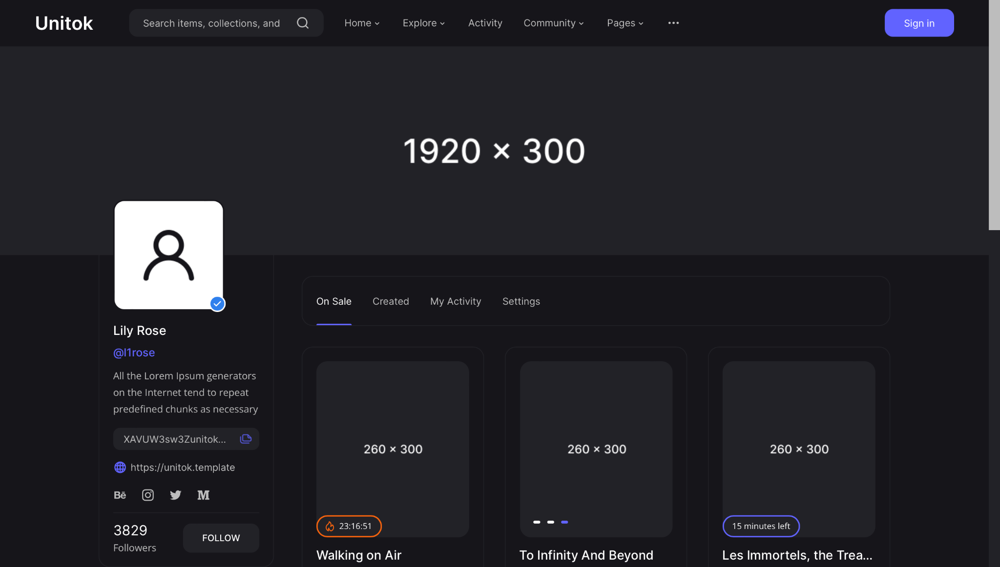 Unitok
Search items, collections, and
Home
Explore
Activity
Community
Pages
Sign in
1920 × 300
Lily Rose
@l1rose
All the Lorem Ipsum generators
on the Internet tend to repeat
predefined chunks as necessary
XAVUW3sw3Zunitok...
https://unitok.template
Bē
M
3829
Followers
FOLLOW
On Sale
Created
My Activity
Settings
260 × 300
23:16:51
Walking on Air
260 × 300
To Infinity And Beyond
260 × 300
15 minutes left
Les Immortels, the Trea...